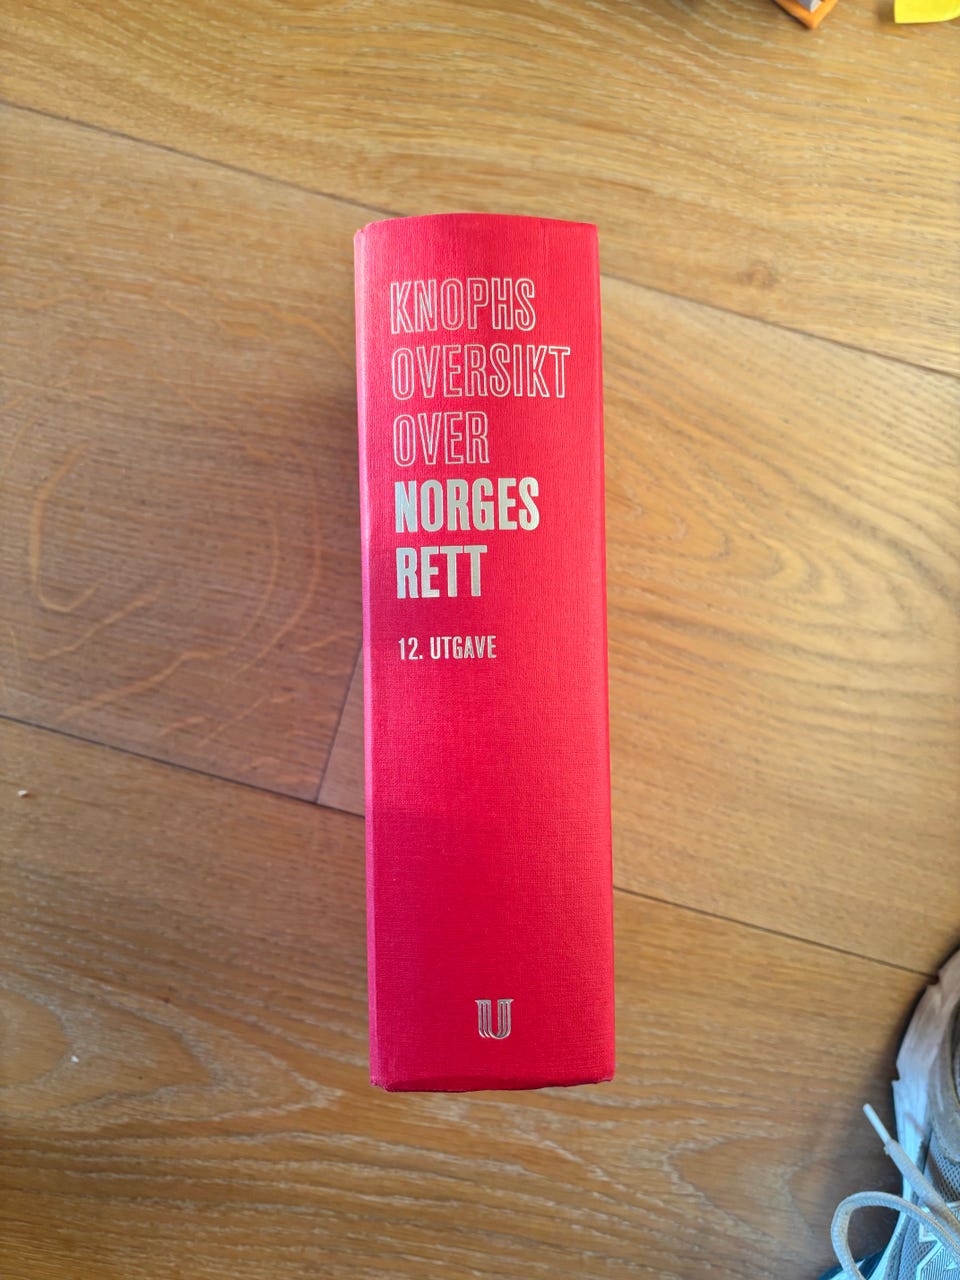 KNOPHS
OVERSIKT
OVER
NORGES
RETT
12. UTGAVE
U